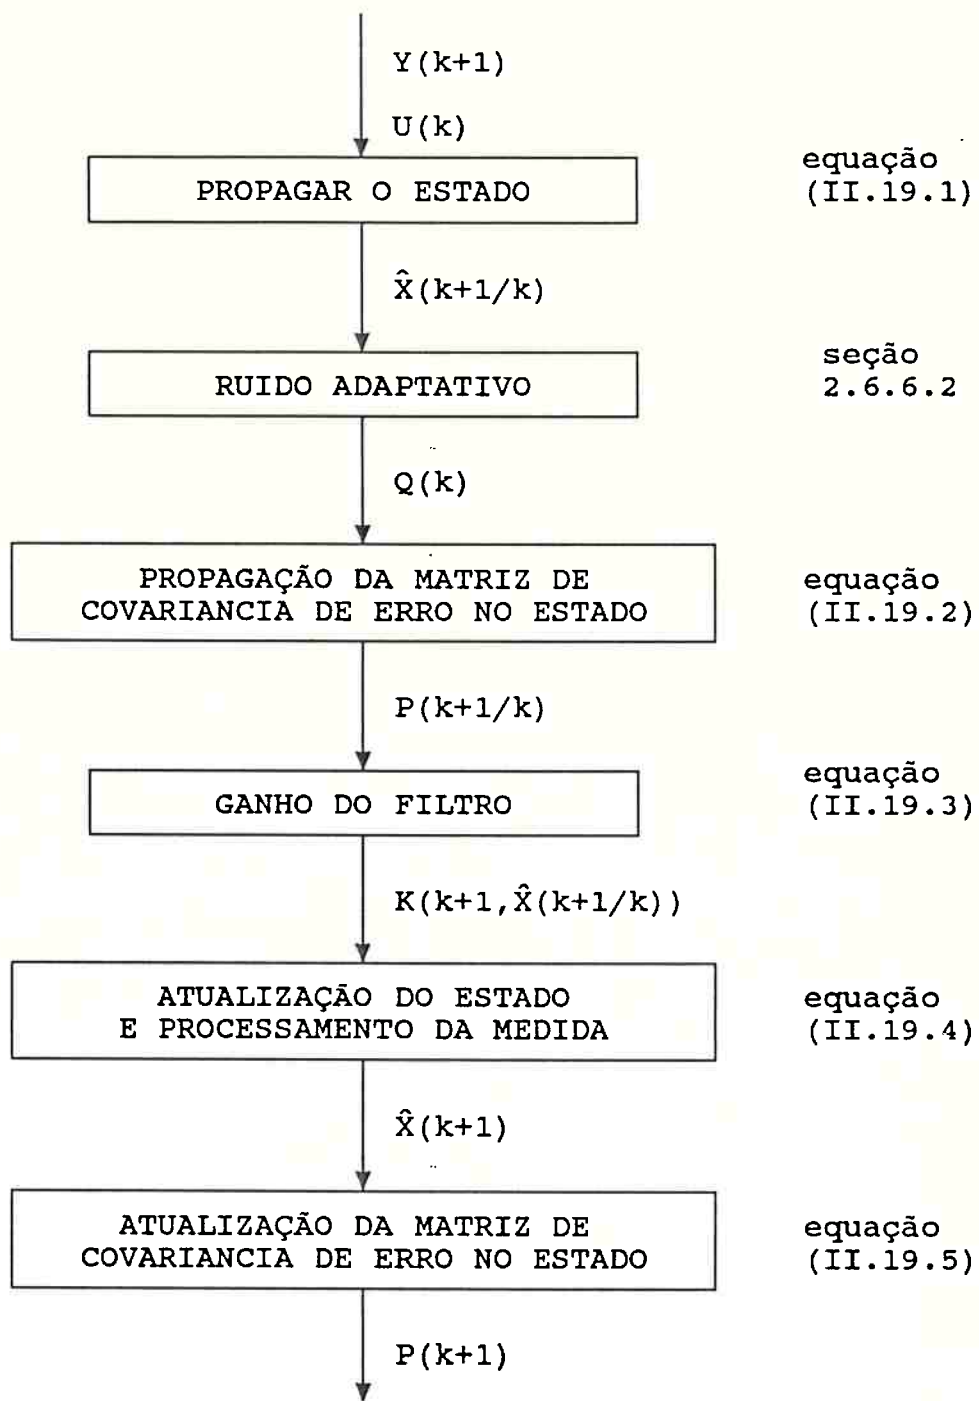 Y(k+1)
U(k)
PROPAGAR O ESTADO
equação
(II.19.1)
X̂(k+1/k)
RUIDO ADAPTATIVO
seção
2.6.6.2
Q(k)
PROPAGAÇÃO DA MATRIZ DE
COVARIANCIA DE ERRO NO ESTADO
equação
(II.19.2)
P(k+1/k)
GANHO DO FILTRO
equação
(II.19.3)
K(k+1,X̂(k+1/k))
ATUALIZAÇÃO DO ESTADO
E PROCESSAMENTO DA MEDIDA
equação
(II.19.4)
X̂(k+1)
ATUALIZAÇÃO DA MATRIZ DE
COVARIANCIA DE ERRO NO ESTADO
equação
(II.19.5)
P(k+1)